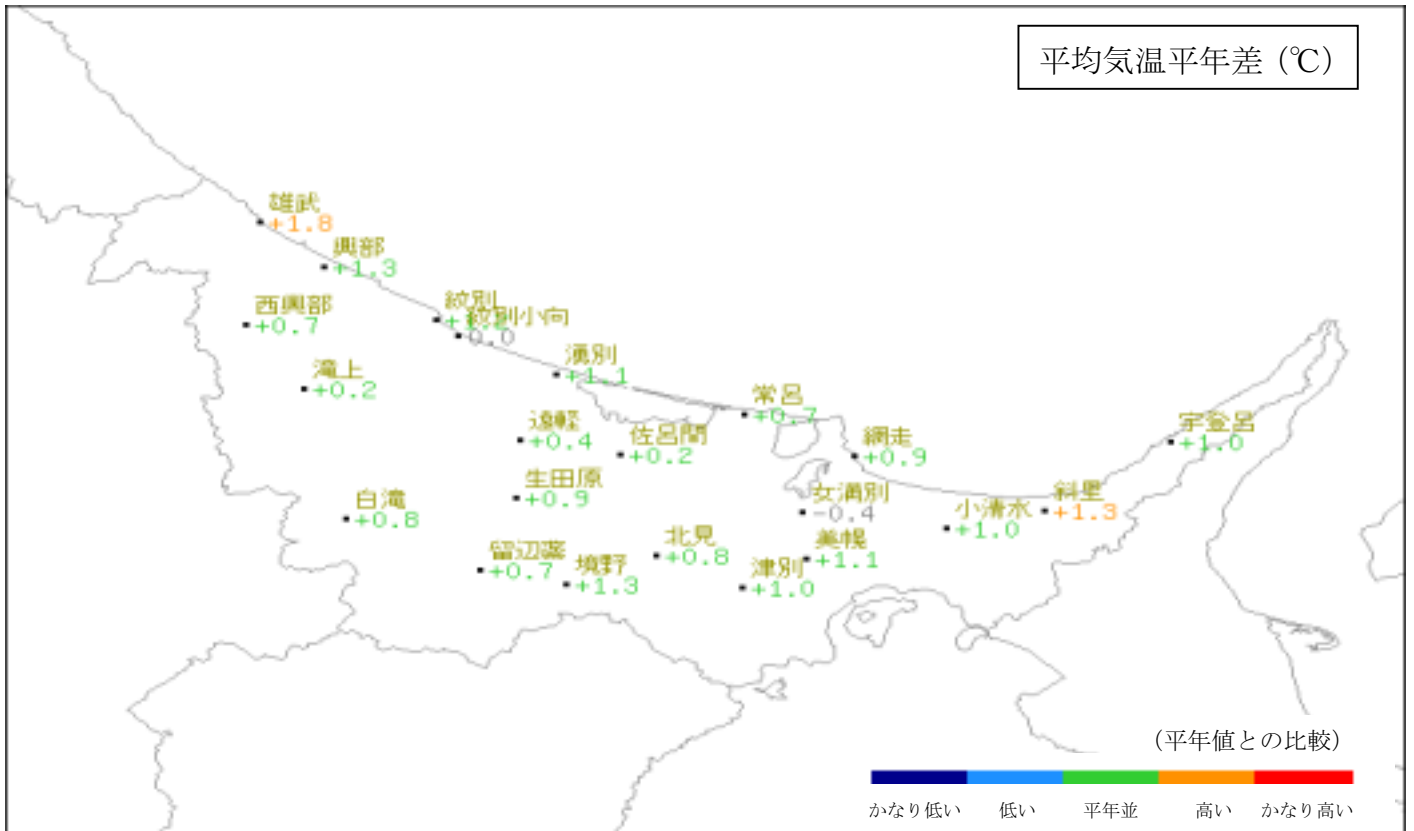 平均気温平年差(℃)
雄武
+1.8
興部
+1.3
西興部
+0.7
紋別
紋別小向
0.0
滝上
+0.2
湧別
+1.1
常呂
+0.7
遠軽
+0.4
佐呂間
+0.2
網走
+0.9
宇登呂
+1.0
生田原
+0.9
白滝
+0.8
女満別
-0.4
小清水
+1.0
斜里
+1.3
北見
+0.8
美幌
+1.1
留辺蘂
+0.7
境野
+1.3
津別
+1.0
(平年値との比較)
かなり低い 低い 平年並 高い かなり高い